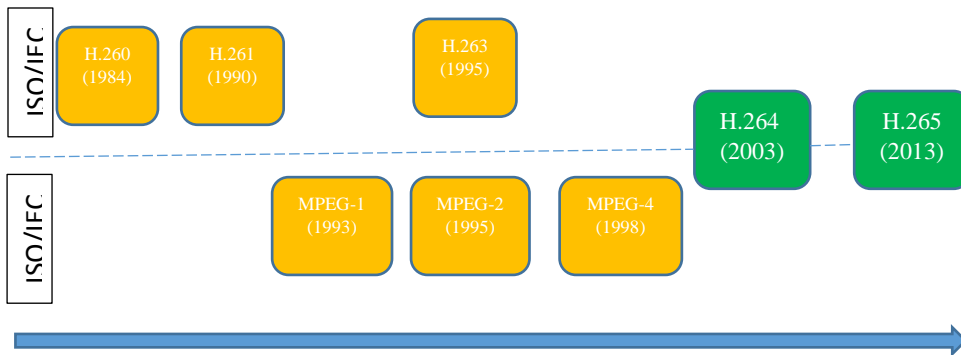 ISO/IEC
H.260
(1984)
H.261
(1990)
H.263
(1995)
H.264
(2003)
H.265
(2013)
ISO/IEC
MPEG-1
(1993)
MPEG-2
(1995)
MPEG-4
(1998)